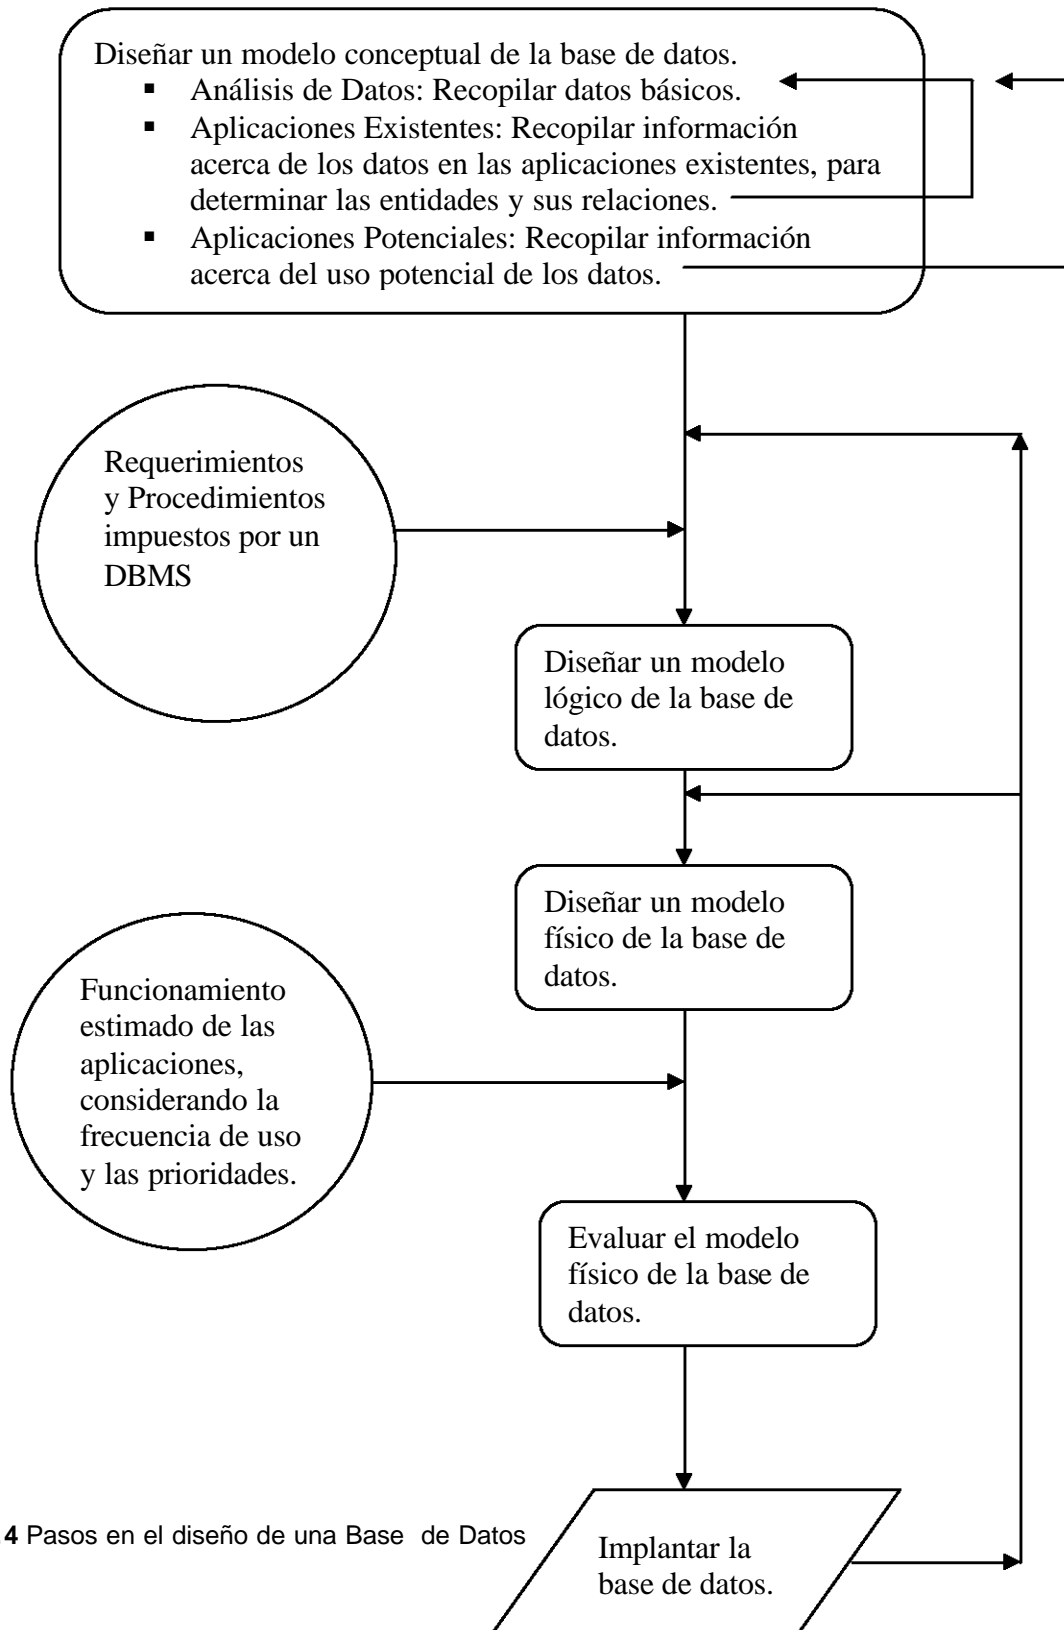 Diseñar un modelo conceptual de la base de datos.
▪ Análisis de Datos: Recopilar datos básicos.
▪ Aplicaciones Existentes: Recopilar información
acerca de los datos en las aplicaciones existentes, para
determinar las entidades y sus relaciones.
▪ Aplicaciones Potenciales: Recopilar información
acerca del uso potencial de los datos.
Requerimientos
y Procedimientos
impuestos por un
DBMS
Diseñar un modelo
lógico de la base de
datos.
Diseñar un modelo
físico de la base de
datos.
Funcionamiento
estimado de las
aplicaciones,
considerando la
frecuencia de uso
y las prioridades.
Evaluar el modelo
físico de la base de
datos.
4 Pasos en el diseño de una Base de Datos
Implantar la
base de datos.